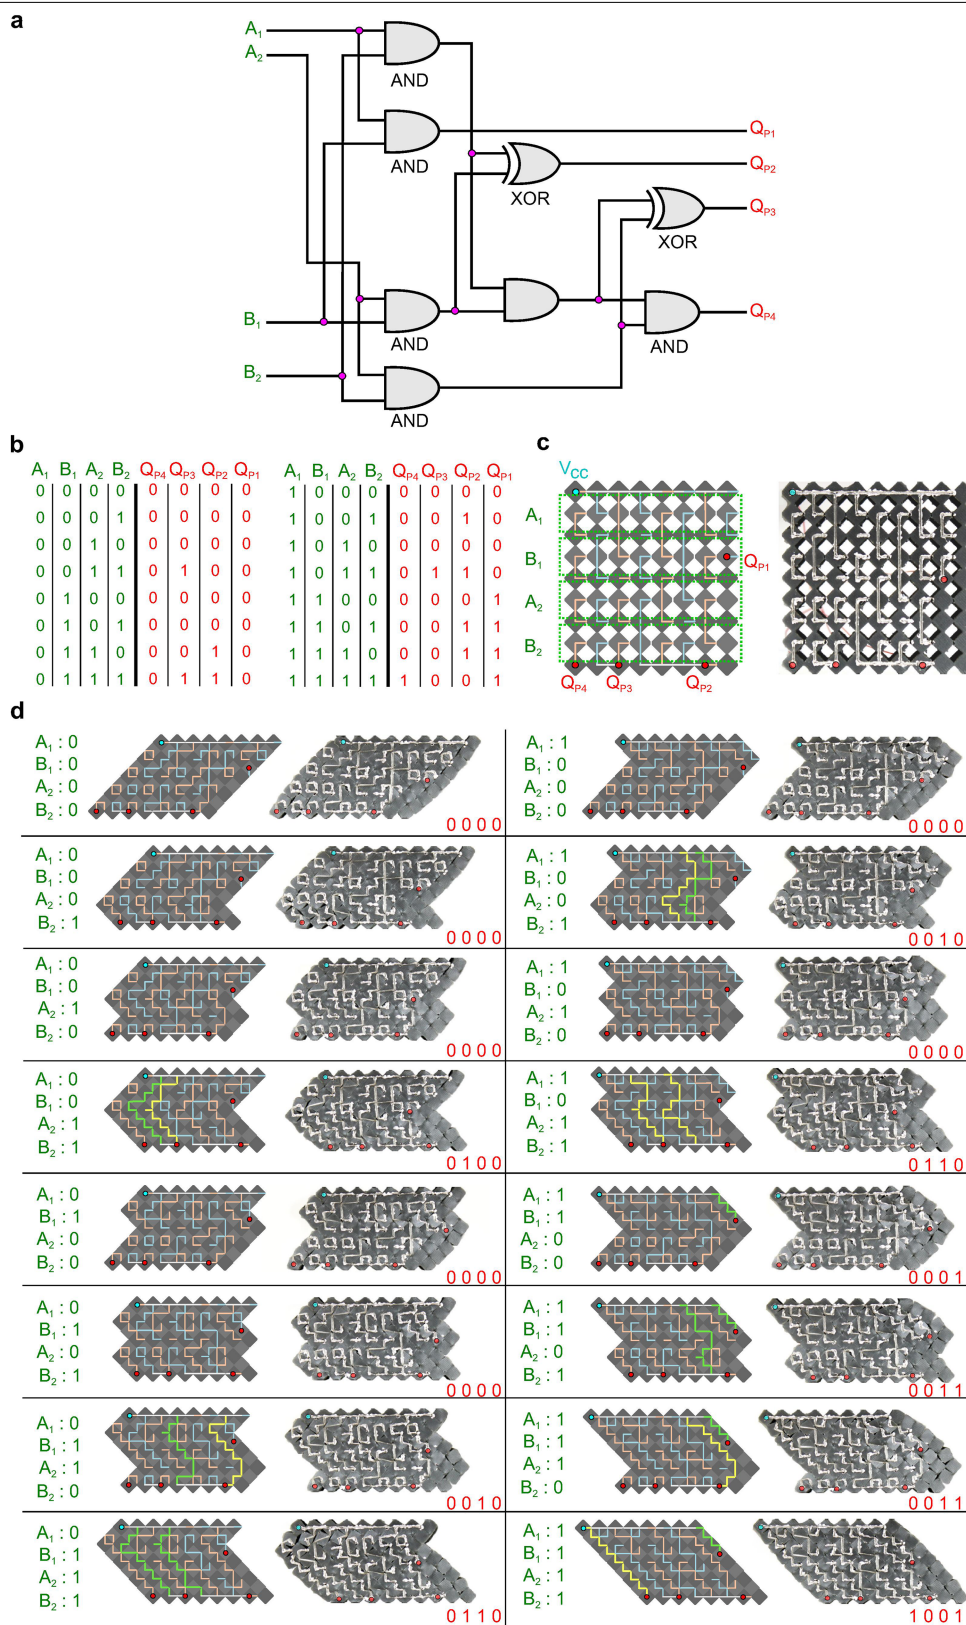 a
A1
A2
AND
AND
QP1
QP2
XOR
QP3
XOR
B1
AND
QP4
AND
B2
AND
b
A1 B1 A2 B2 QP4 QP3 QP2 QP1
0 0 0 0 0 0 0 0
0 0 0 1 0 0 0 0
0 0 1 0 0 0 0 0
0 0 1 1 0 1 0 0
0 1 0 0 0 0 0 0
0 1 0 1 0 0 0 0
0 1 1 0 0 0 1 0
0 1 1 1 0 1 1 0
A1 B1 A2 B2 QP4 QP3 QP2 QP1
1 0 0 0 0 0 0 0
1 0 0 1 0 0 1 0
1 0 1 0 0 0 0 0
1 0 1 1 0 1 1 0
1 1 0 0 0 0 0 1
1 1 0 1 0 0 1 1
1 1 1 0 0 0 1 1
1 1 1 1 1 0 0 1
c
VCC
A1
B1
QP1
A2
B2
QP4 QP3 QP2
d
A1 : 0
B1 : 0
A2 : 0
B2 : 0
0 0 0 0
A1 : 1
B1 : 0
A2 : 0
B2 : 0
0 0 0 0
A1 : 0
B1 : 0
A2 : 0
B2 : 1
0 0 0 0
A1 : 1
B1 : 0
A2 : 0
B2 : 1
0 0 1 0
A1 : 0
B1 : 0
A2 : 1
B2 : 0
0 0 0 0
A1 : 1
B1 : 0
A2 : 1
B2 : 0
0 0 0 0
A1 : 0
B1 : 0
A2 : 1
B2 : 1
0 1 0 0
A1 : 1
B1 : 0
A2 : 1
B2 : 1
0 1 1 0
A1 : 0
B1 : 1
A2 : 0
B2 : 0
0 0 0 0
A1 : 1
B1 : 1
A2 : 0
B2 : 0
0 0 0 1
A1 : 0
B1 : 1
A2 : 0
B2 : 1
0 0 0 0
A1 : 1
B1 : 1
A2 : 0
B2 : 1
0 0 1 1
A1 : 0
B1 : 1
A2 : 1
B2 : 0
0 0 1 0
A1 : 1
B1 : 1
A2 : 1
B2 : 0
0 0 1 1
A1 : 0
B1 : 1
A2 : 1
B2 : 1
0 1 1 0
A1 : 1
B1 : 1
A2 : 1
B2 : 1
1 0 0 1